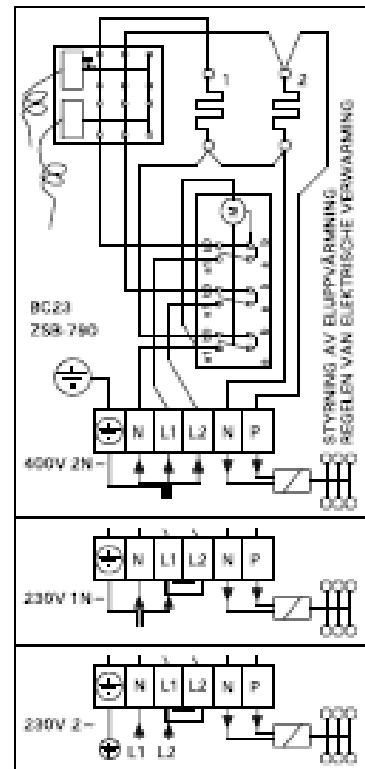 1 2
M
BC23
ZSB-790
STYRNING AV ELUPPVÄRMNING
REGELEN VAN ELEKTRISCHE VERWARMING
N L1 L2 N P
400V 2N~
N L1 L2 N P
230V 1N~
N L1 L2 N P
230V 2~
L1 L2